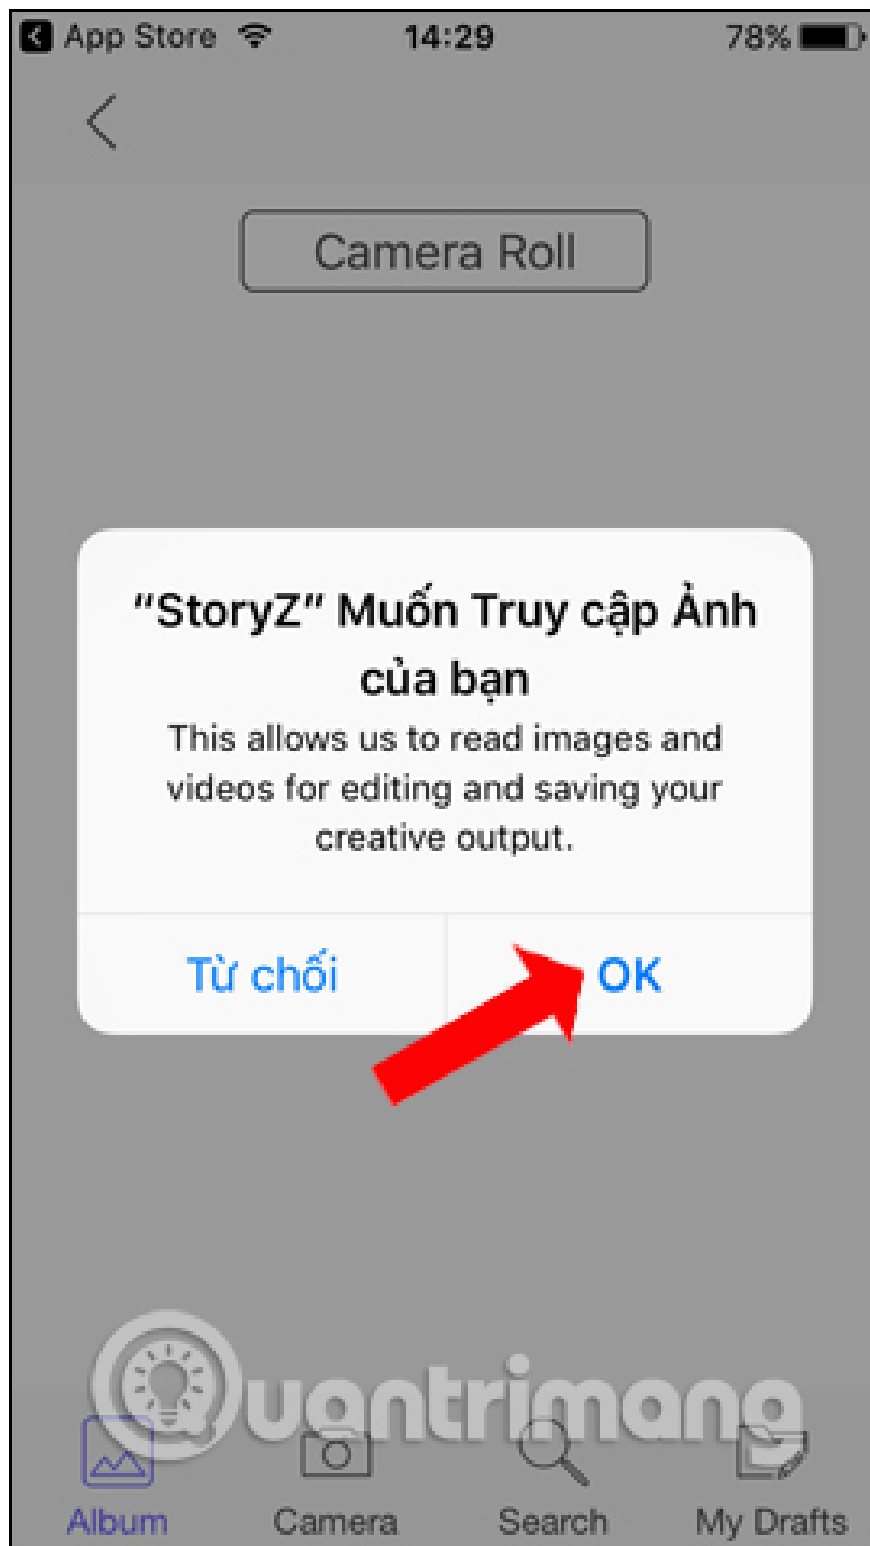 App Store 14:29 78%
Camera Roll
"StoryZ" Muốn Truy cập Ảnh
của bạn
This allows us to read images and
videos for editing and saving your
creative output.
Từ chối OK
Quantrimang
Album Camera Search My Drafts